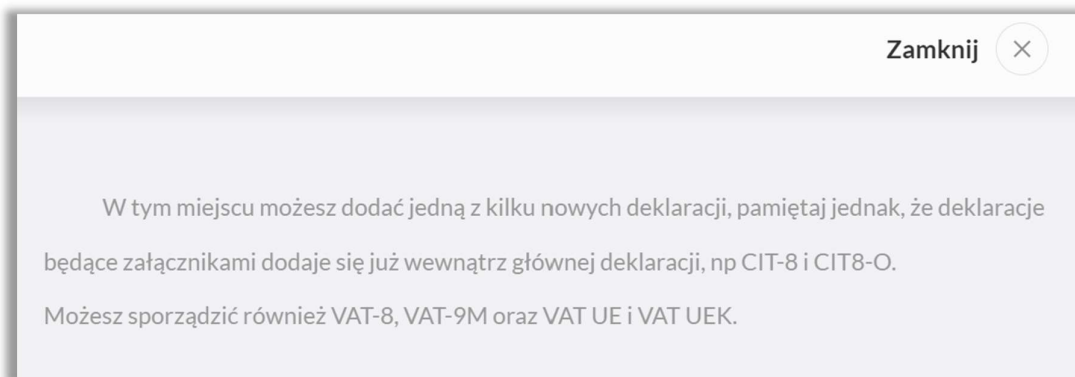 Zamknij
W tym miejscu możesz dodać jedną z kilku nowych deklaracji, pamiętaj jednak, że deklaracje
będące załącznikami dodaje się już wewnątrz głównej deklaracji, np CIT-8 i CIT8-O.
Możesz sporządzić również VAT-8, VAT-9M oraz VAT UE i VAT UEK.